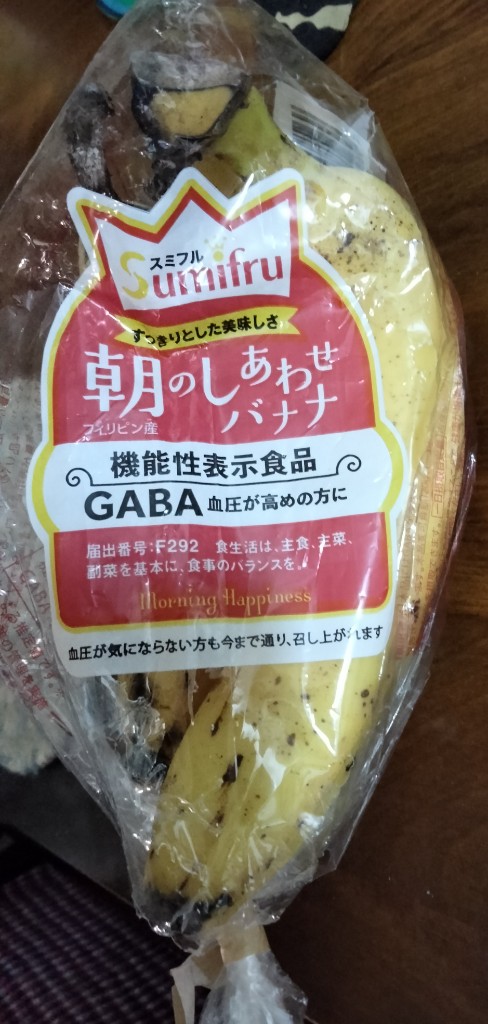 スミフル
Sumifru
すっきりとした美味しさ
朝のしあわせ
バナナ
フィリピン産
機能性表示食品
GABA 血圧が高めの方に
届出番号:F292 食生活は、主食、主菜、
副菜を基本に、食事のバランスを。
Morning Happiness
血圧が気にならない方も今まで通り、召し上がれます
GABA